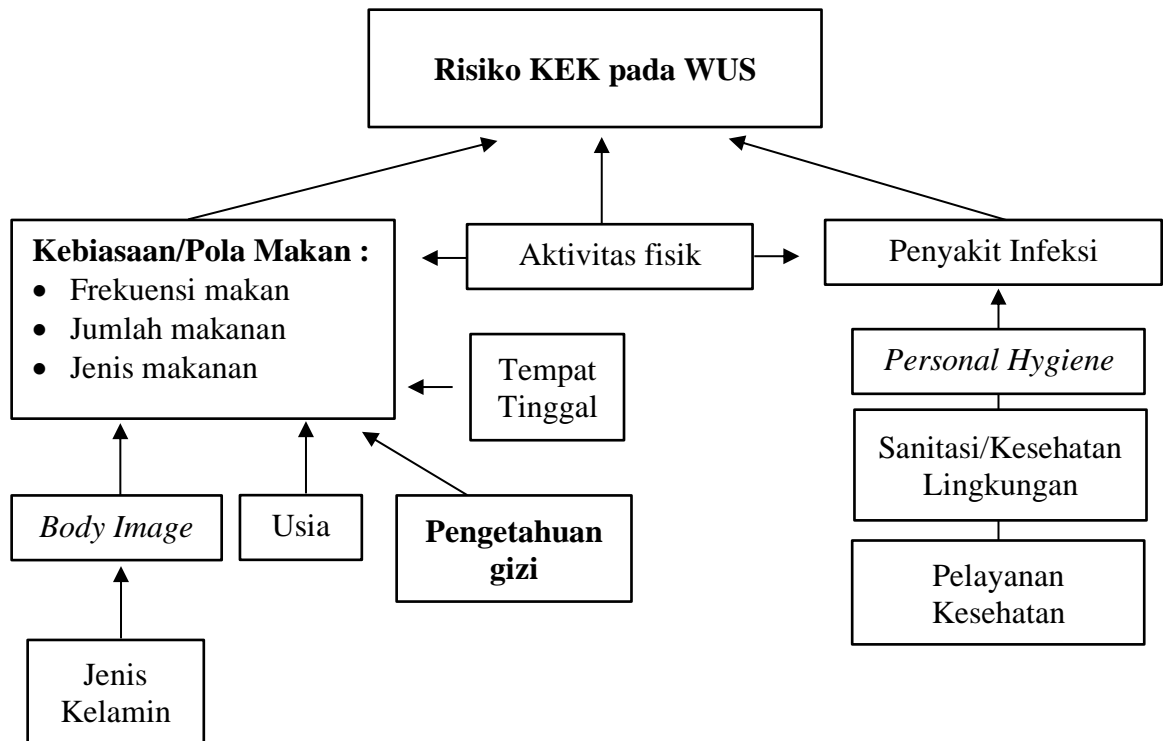 Risiko KEK pada WUS
Kebiasaan/Pola Makan :
• Frekuensi makan
• Jumlah makanan
• Jenis makanan
Aktivitas fisik
Penyakit Infeksi
Tempat
Tinggal
Personal Hygiene
Sanitasi/Kesehatan
Lingkungan
Pelayanan
Kesehatan
Body Image
Usia
Pengetahuan
gizi
Jenis
Kelamin